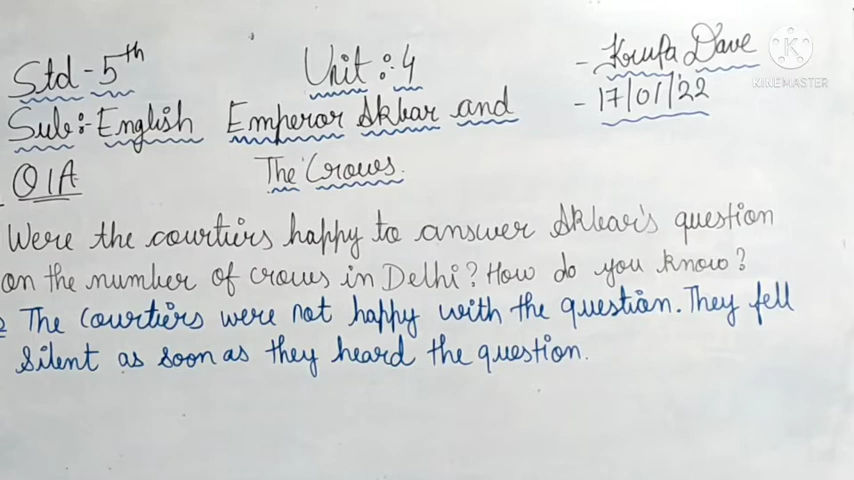 Std - 5th
Unit : 4
- Krupa Dave
Sub :- English
Emperor Akbar and
- 17/01/22
Q1A
The Crows.
Were the courtiers happy to answer Akbar's question
on the number of crows in Delhi? How do you know?
The Courtiers were not happy with the question. They fell
silent as soon as they heard the question.
K
KINEMASTER